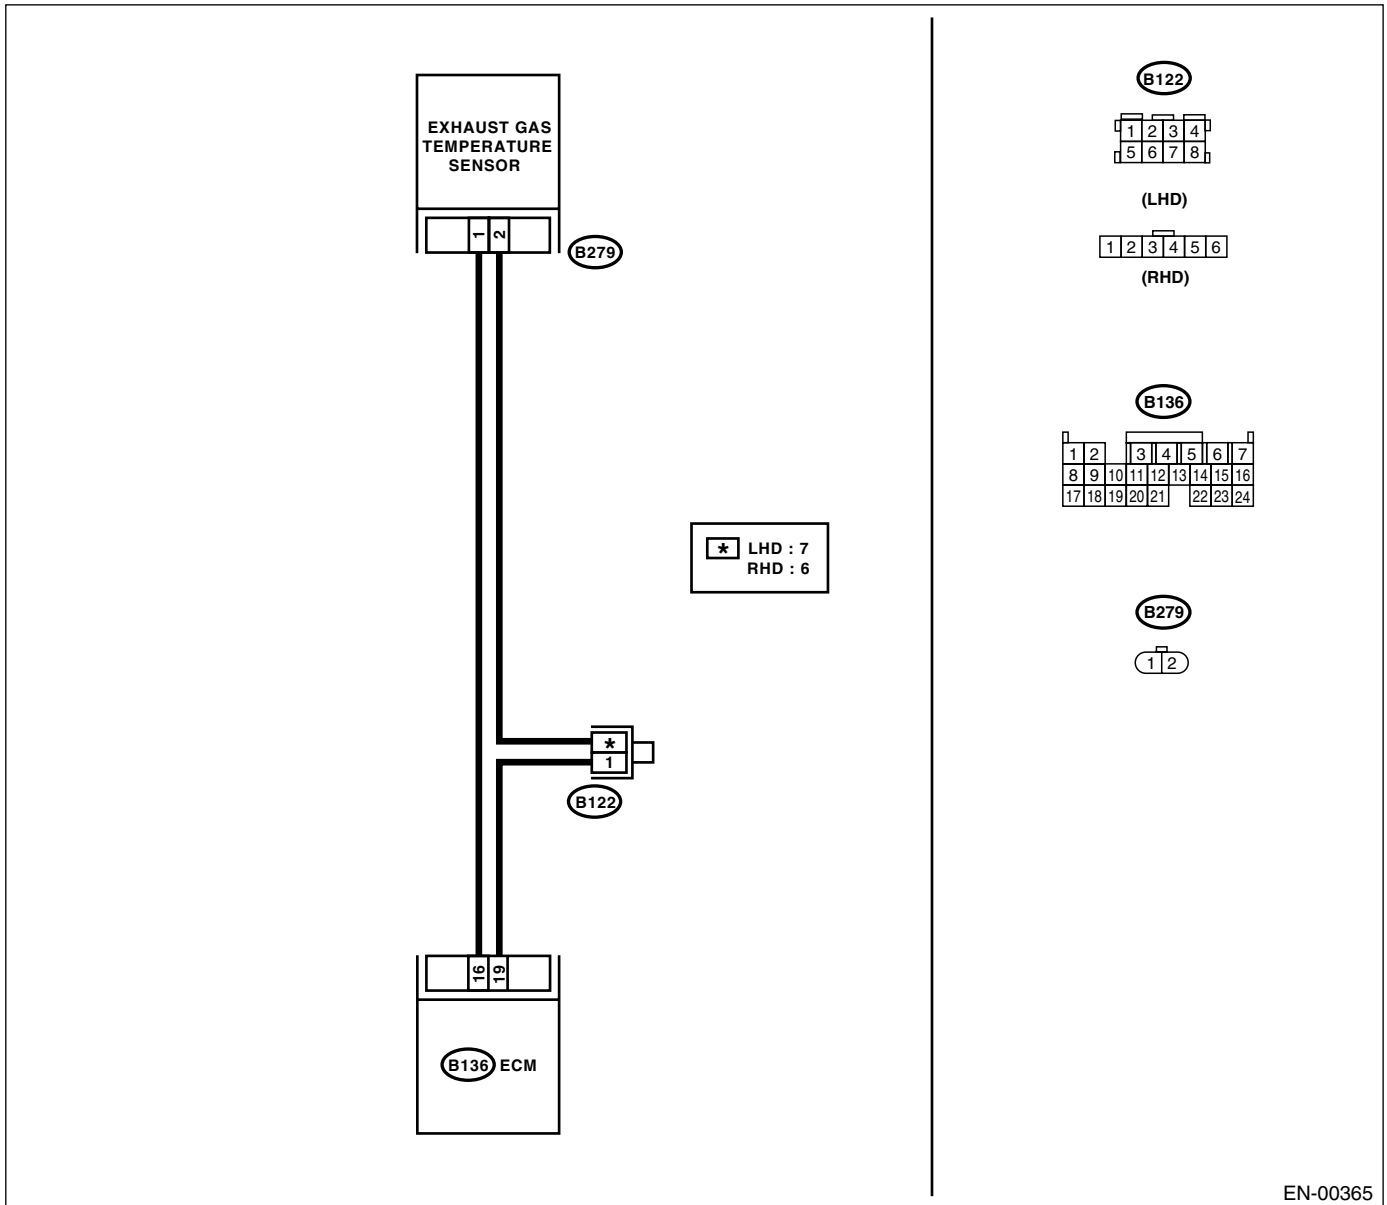 EXHAUST GAS
TEMPERATURE
SENSOR
1 2
B279
* LHD : 7
RHD : 6
*
1
B122
16 19
B136 ECM
B122
1 2 3 4
5 6 7 8
(LHD)
1 2 3 4 5 6
(RHD)
B136
1 2 3 4 5 6 7
8 9 10 11 12 13 14 15 16
17 18 19 20 21 22 23 24
B279
1 2
EN-00365